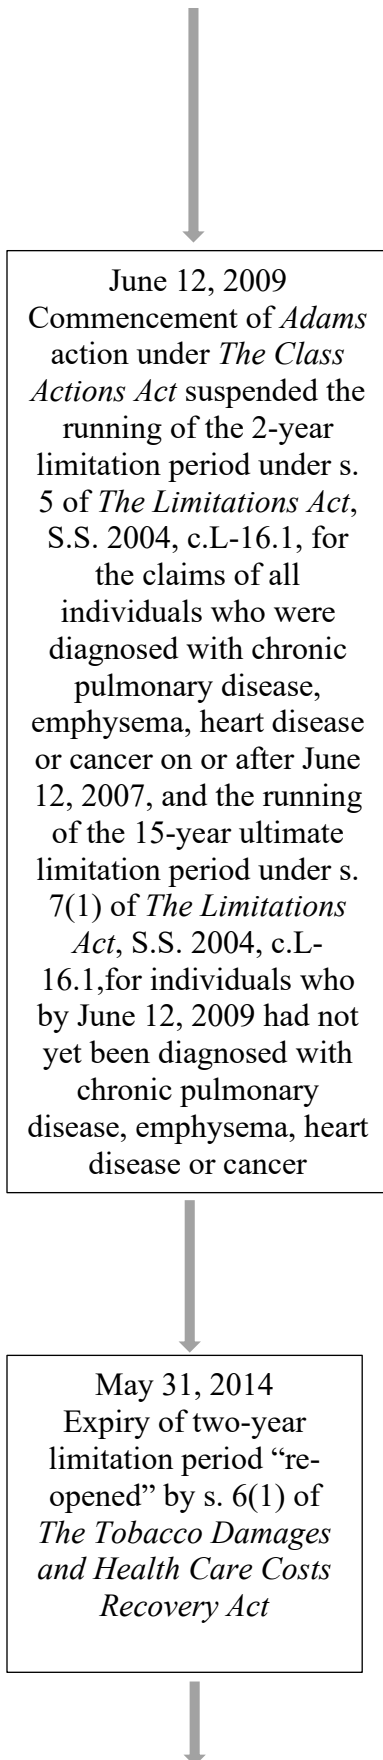 June 12, 2009
Commencement of Adams
action under The Class
Actions Act suspended the
running of the 2-year
limitation period under s.
5 of The Limitations Act,
S.S. 2004, c.L-16.1, for
the claims of all
individuals who were
diagnosed with chronic
pulmonary disease,
emphysema, heart disease
or cancer on or after June
12, 2007, and the running
of the 15-year ultimate
limitation period under s.
7(1) of The Limitations
Act, S.S. 2004, c.L-
16.1,for individuals who
by June 12, 2009 had not
yet been diagnosed with
chronic pulmonary
disease, emphysema, heart
disease or cancer
May 31, 2014
Expiry of two-year
limitation period “re-
opened” by s. 6(1) of
The Tobacco Damages
and Health Care Costs
Recovery Act